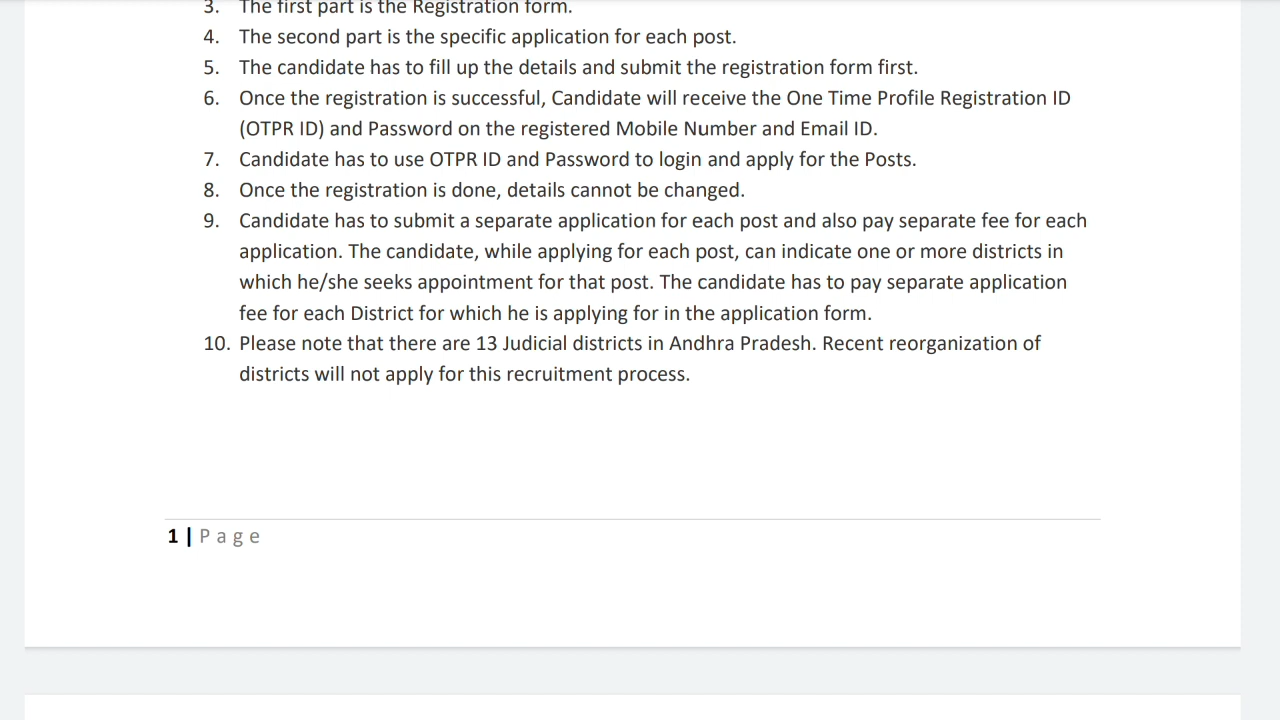 3. The first part is the Registration form.
4. The second part is the specific application for each post.
5. The candidate has to fill up the details and submit the registration form first.
6. Once the registration is successful, Candidate will receive the One Time Profile Registration ID
(OTPR ID) and Password on the registered Mobile Number and Email ID.
7. Candidate has to use OTPR ID and Password to login and apply for the Posts.
8. Once the registration is done, details cannot be changed.
9. Candidate has to submit a separate application for each post and also pay separate fee for each
application. The candidate, while applying for each post, can indicate one or more districts in
which he/she seeks appointment for that post. The candidate has to pay separate application
fee for each District for which he is applying for in the application form.
10. Please note that there are 13 Judicial districts in Andhra Pradesh. Recent reorganization of
districts will not apply for this recruitment process.
1 | Page